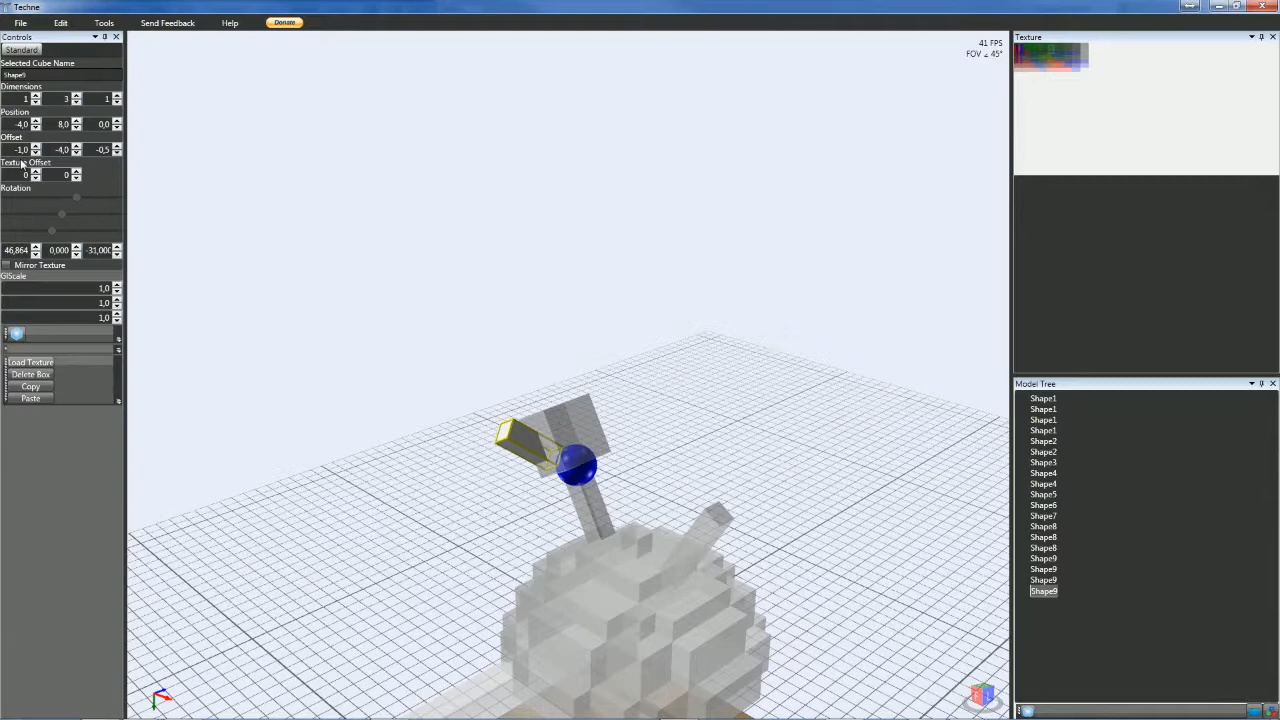 Techne
File Edit Tools Send Feedback Help Donate
Controls
Standard
Selected Cube Name
Shape9
Dimensions
1 3 1
Position
-4,0 8,0 0,0
Offset
-1,0 -4,0 -0,5
Texture Offset
0 0
Rotation
46,864 0,000 -31,000
Mirror Texture
GlScale
1,0
1,0
1,0
Load Texture
Delete Box
Copy
Paste
41 FPS
FOV ∠ 45°
Texture
Model Tree
Shape1
Shape1
Shape1
Shape1
Shape2
Shape2
Shape3
Shape4
Shape4
Shape5
Shape6
Shape7
Shape8
Shape8
Shape8
Shape9
Shape9
Shape9
Shape9